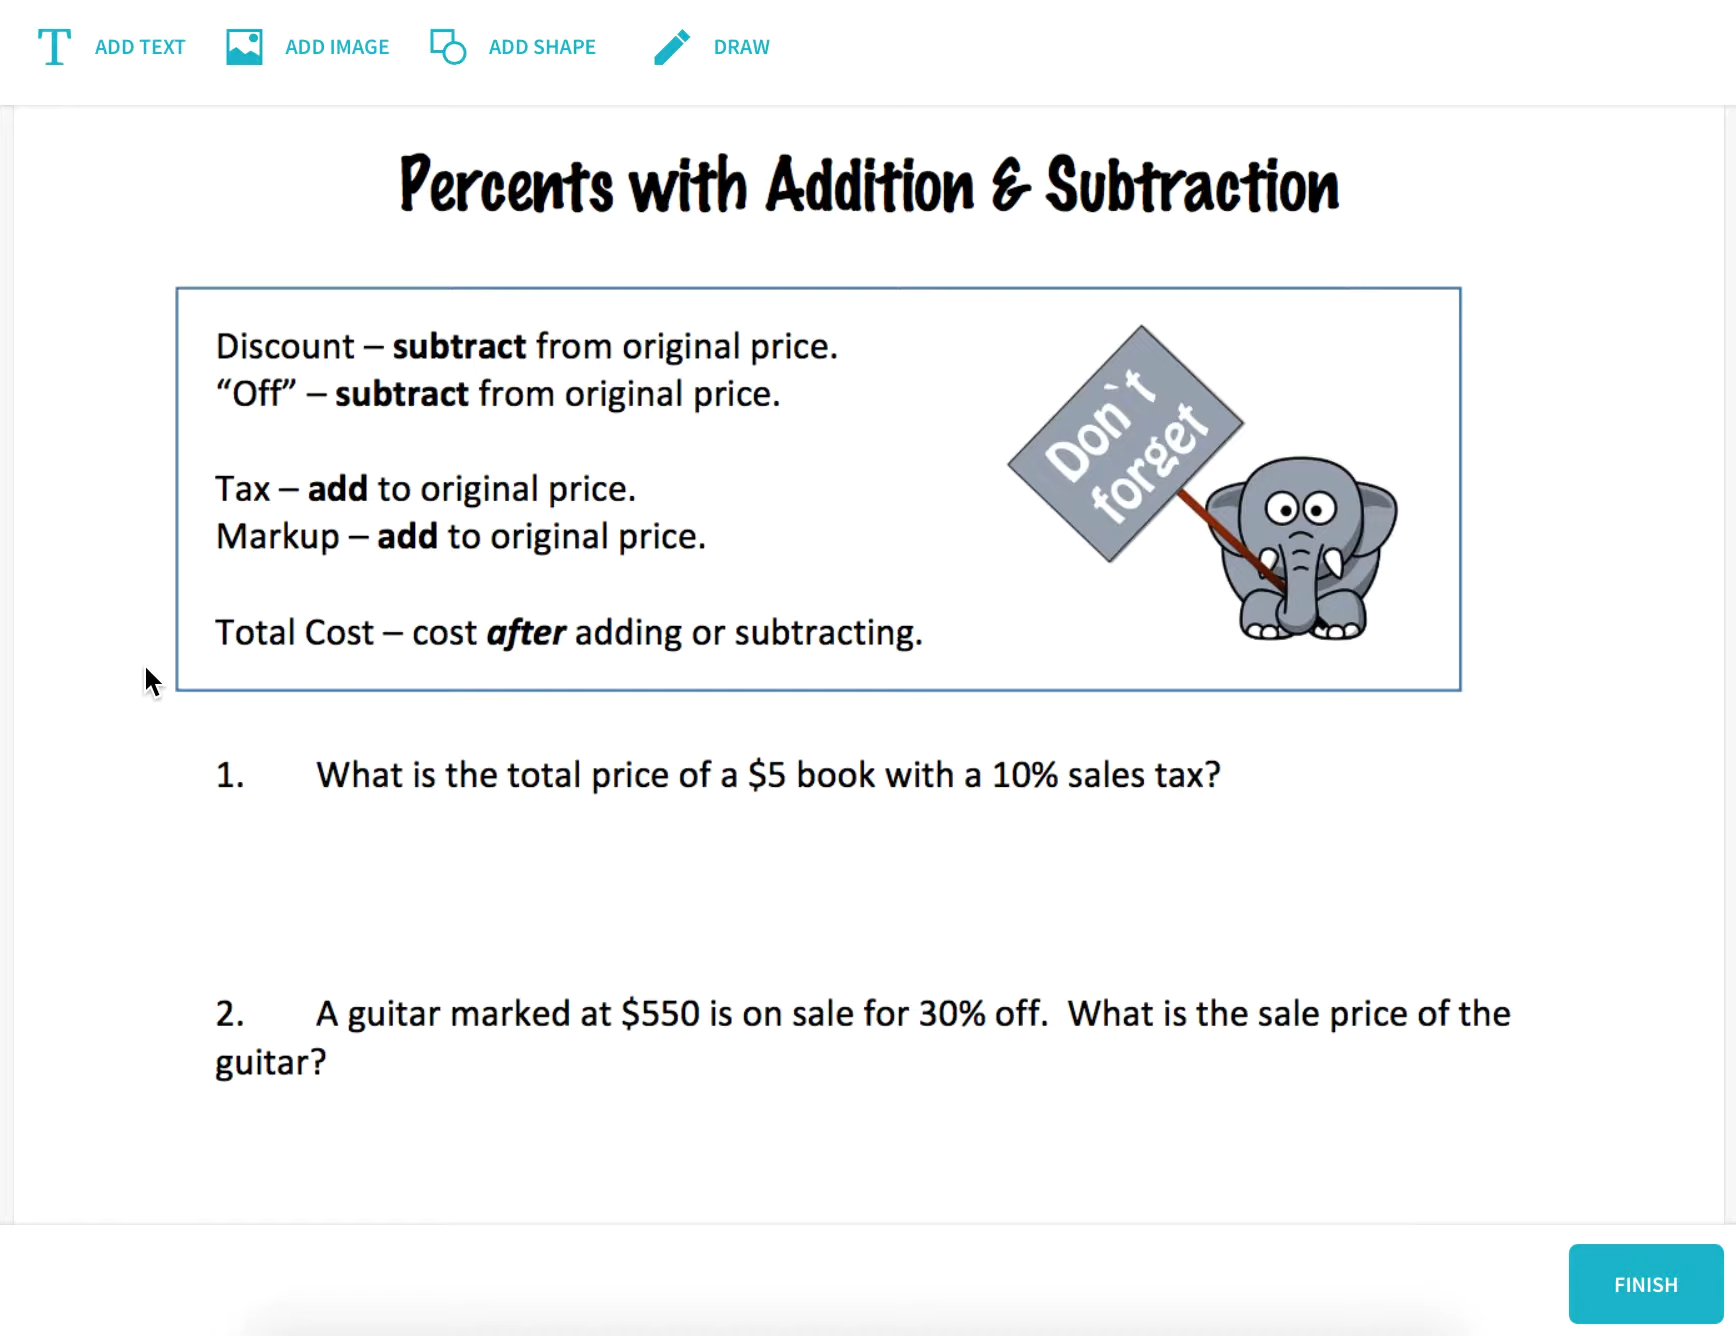 ADD TEXT ADD IMAGE ADD SHAPE DRAW
Percents with Addition & Subtraction
Discount – subtract from original price.
“Off” – subtract from original price.
Tax – add to original price.
Markup – add to original price.
Total Cost – cost after adding or subtracting.
Don`t
forget
1. What is the total price of a $5 book with a 10% sales tax?
2. A guitar marked at $550 is on sale for 30% off. What is the sale price of the
guitar?
FINISH